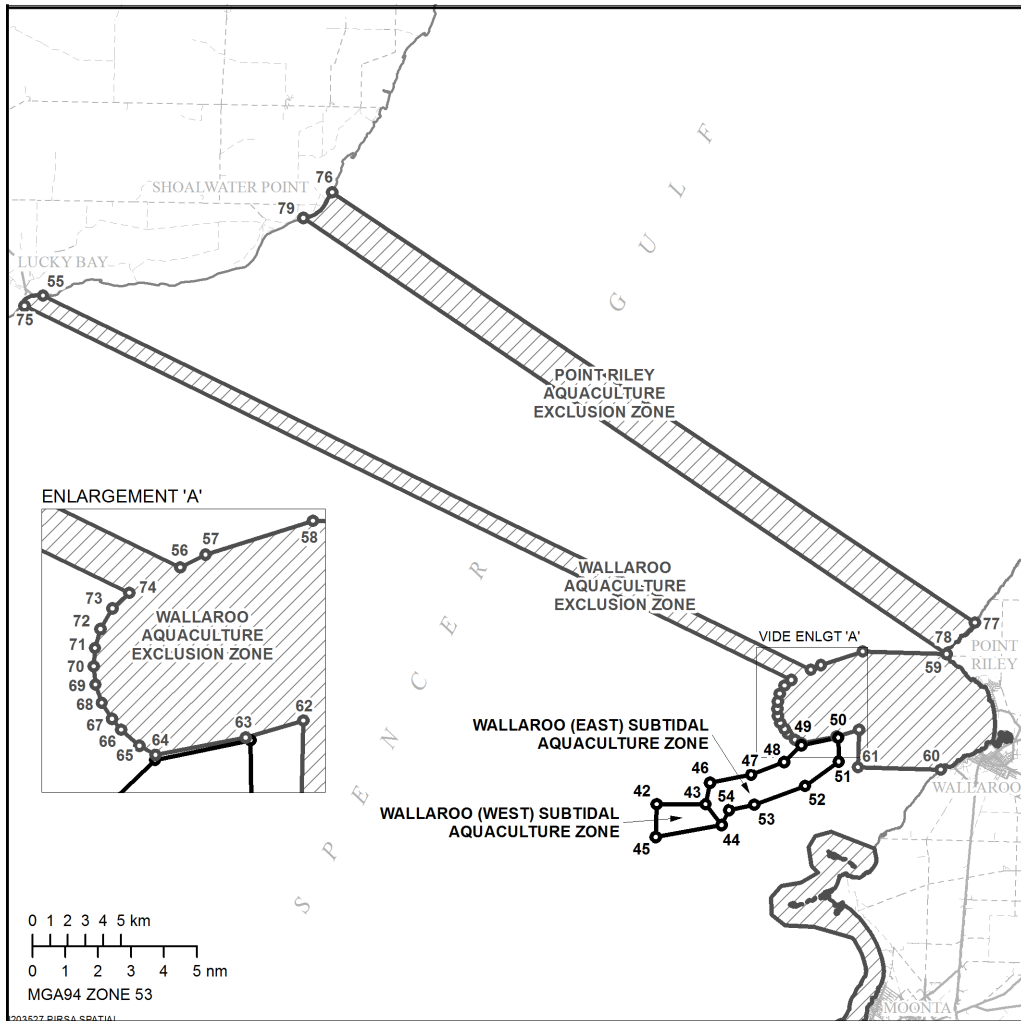 G U L F
SHOALWATER POINT
76
79
LUCKY BAY
55
75
POINT RILEY
AQUACULTURE
EXCLUSION ZONE
ENLARGEMENT 'A'
58
57
56
74
73
WALLAROO
AQUACULTURE
EXCLUSION ZONE
72
71
70
69
68
67
66
65
64
63
62
WALLAROO
AQUACULTURE
EXCLUSION ZONE
S P E N C E R
VIDE ENLGT 'A'
77
78
59
POINT
RILEY
WALLAROO (EAST) SUBTIDAL
AQUACULTURE ZONE
49
50
48
47
46
61
60
51
WALLAROO
52
42
43
54
53
WALLAROO (WEST) SUBTIDAL
AQUACULTURE ZONE
44
45
0 1 2 3 4 5 km
0 1 2 3 4 5 nm
MGA94 ZONE 53
MOONTA
203527 PIRSA SPATIAL